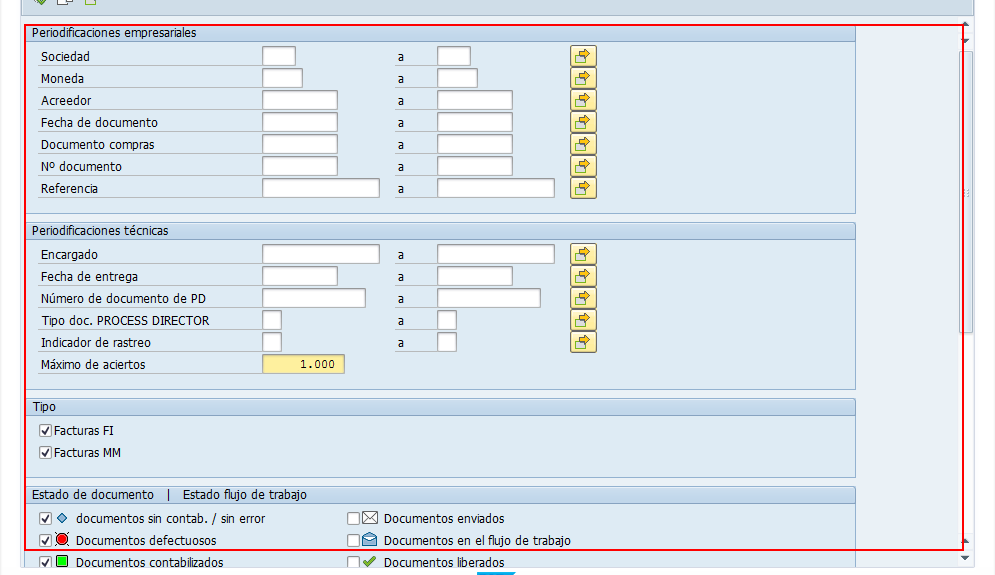 Periodificaciones empresariales
Sociedad a
Moneda a
Acreedor a
Fecha de documento a
Documento compras a
Nº documento a
Referencia a
Periodificaciones técnicas
Encargado a
Fecha de entrega a
Número de documento de PD a
Tipo doc. PROCESS DIRECTOR a
Indicador de rastreo a
Máximo de aciertos 1.000
Tipo
Facturas FI
Facturas MM
Estado de documento | Estado flujo de trabajo
documentos sin contab. / sin error Documentos enviados
Documentos defectuosos Documentos en el flujo de trabajo
Documentos contabilizados Documentos liberados